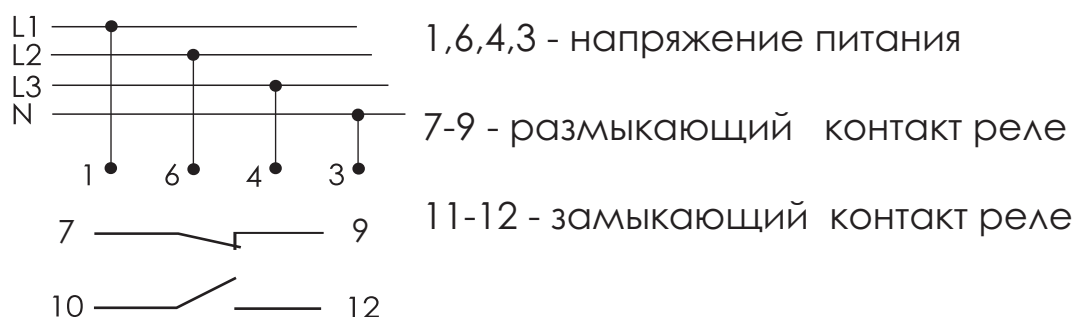 L1
L2
L3
N
1 6 4 3
7 9
10 12
1,6,4,3 - напряжение питания
7-9 - размыкающий контакт реле
11-12 - замыкающий контакт реле